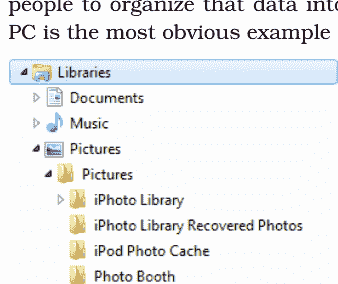 people to organize that data into
PC is the most obvious example
Libraries
Documents
Music
Pictures
Pictures
iPhoto Library
iPhoto Library Recovered Photos
iPod Photo Cache
Photo Booth